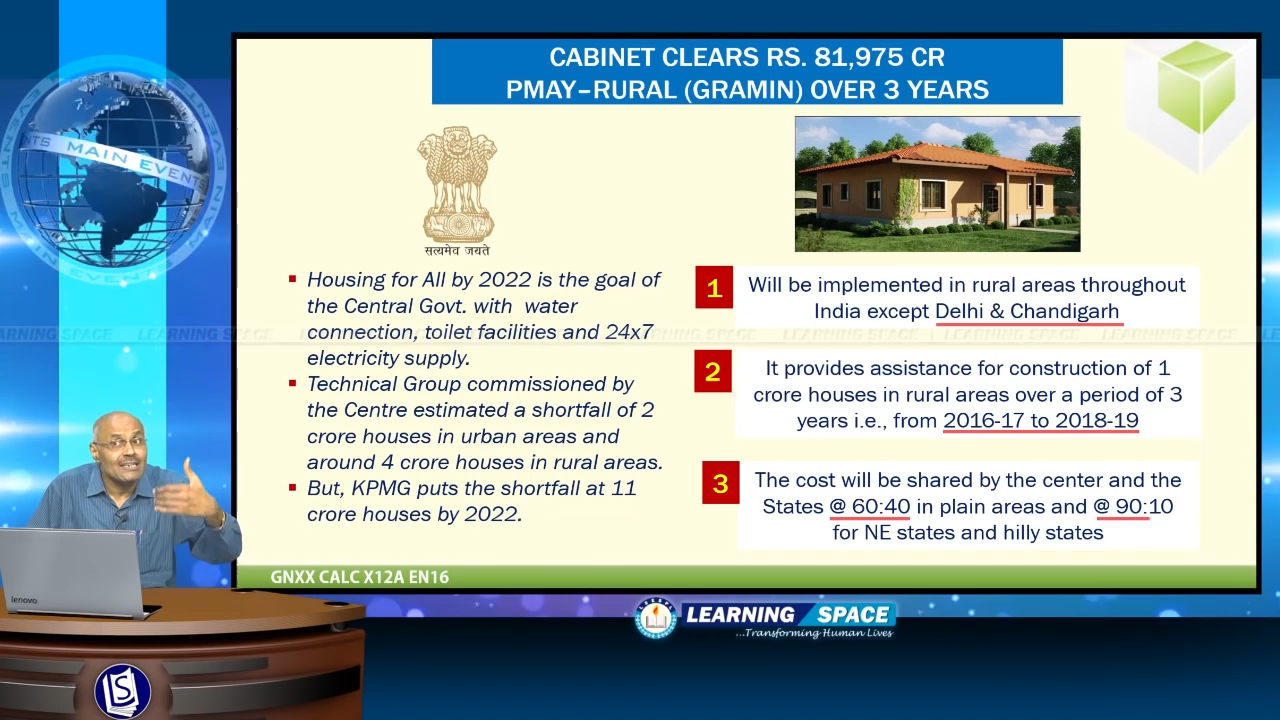 CABINET CLEARS RS. 81,975 CR
PMAY–RURAL (GRAMIN) OVER 3 YEARS
NTS MAIN EVENTS
सत्यमेव जयते
▪ Housing for All by 2022 is the goal of
the Central Govt. with water
connection, toilet facilities and 24x7
electricity supply.
▪ Technical Group commissioned by
the Centre estimated a shortfall of 2
crore houses in urban areas and
around 4 crore houses in rural areas.
▪ But, KPMG puts the shortfall at 11
crore houses by 2022.
1
Will be implemented in rural areas throughout
India except Delhi & Chandigarh
2
It provides assistance for construction of 1
crore houses in rural areas over a period of 3
years i.e., from 2016-17 to 2018-19
3
The cost will be shared by the center and the
States @ 60:40 in plain areas and @ 90:10
for NE states and hilly states
LEARNING SPACE LEARNING SPACE LEARNING SPACE LEARNING SPACE
GNXX CALC X12A EN16
lenovo
LEARNING SPACE
...Transforming Human Lives
LS